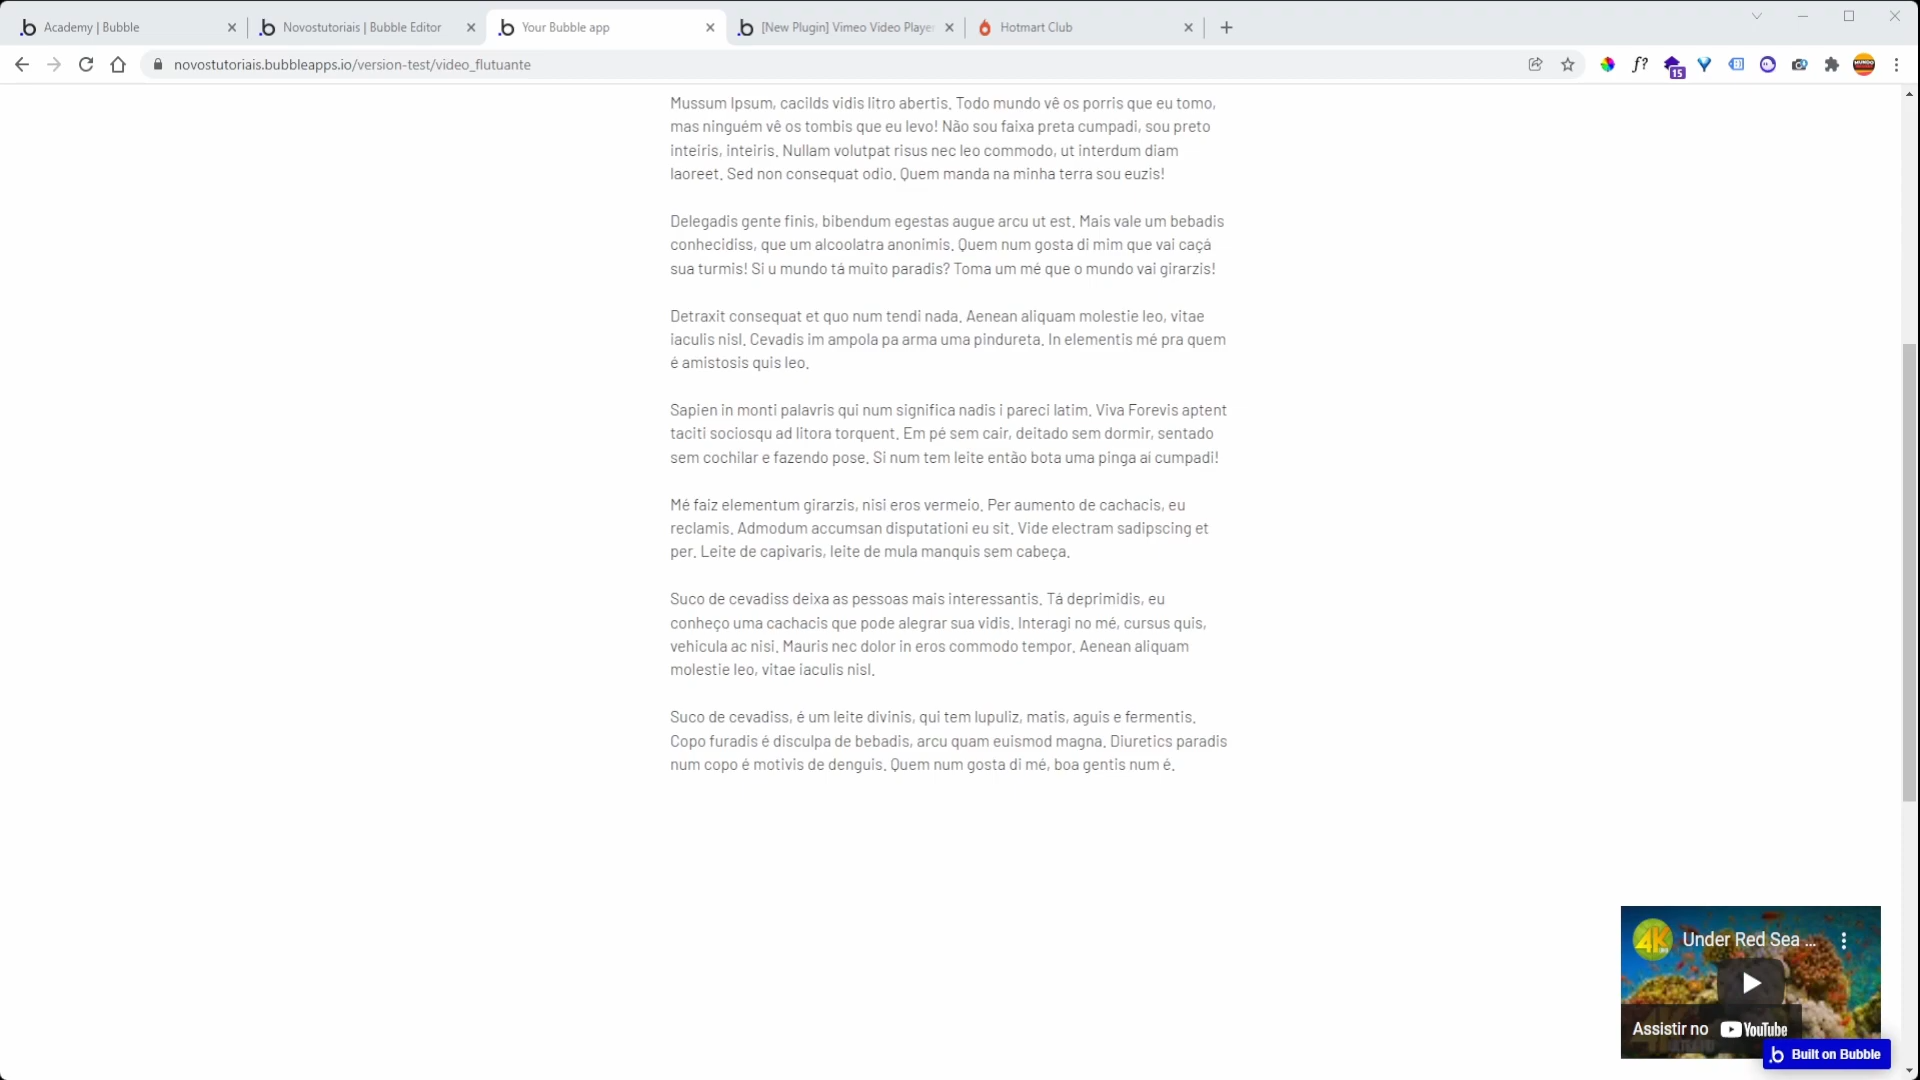 Academy | Bubble
Novostutoriais | Bubble Editor
Your Bubble app
[New Plugin] Vimeo Video Playe
Hotmart Club
novostutoriais.bubbleapps.io/version-test/video_flutuante
f?
15
Mussum Ipsum, cacilds vidis litro abertis. Todo mundo vê os porris que eu tomo,
mas ninguém vê os tombis que eu levo! Não sou faixa preta cumpadi, sou preto
inteiris, inteiris. Nullam volutpat risus nec leo commodo, ut interdum diam
laoreet. Sed non consequat odio. Quem manda na minha terra sou euzis!
Delegadis gente finis, bibendum egestas augue arcu ut est. Mais vale um bebadis
conhecidiss, que um alcoolatra anonimis. Quem num gosta di mim que vai caçá
sua turmis! Si u mundo tá muito paradis? Toma um mé que o mundo vai girarzis!
Detraxit consequat et quo num tendi nada. Aenean aliquam molestie leo, vitae
iaculis nisl. Cevadis im ampola pa arma uma pindureta. In elementis mé pra quem
é amistosis quis leo.
Sapien in monti palavris qui num significa nadis i pareci latim. Viva Forevis aptent
taciti sociosqu ad litora torquent. Em pé sem cair, deitado sem dormir, sentado
sem cochilar e fazendo pose. Si num tem leite então bota uma pinga aí cumpadi!
Mé faiz elementum girarzis, nisi eros vermeio. Per aumento de cachacis, eu
reclamis. Admodum accumsan disputationi eu sit. Vide electram sadipscing et
per. Leite de capivaris, leite de mula manquis sem cabeça.
Suco de cevadiss deixa as pessoas mais interessantis. Tá deprimidis, eu
conheço uma cachacis que pode alegrar sua vidis. Interagi no mé, cursus quis,
vehicula ac nisi. Mauris nec dolor in eros commodo tempor. Aenean aliquam
molestie leo, vitae iaculis nisl.
Suco de cevadiss, é um leite divinis, qui tem lupuliz, matis, aguis e fermentis.
Copo furadis é disculpa de bebadis, arcu quam euismod magna. Diuretics paradis
num copo é motivis de denguis. Quem num gosta di mé, boa gentis num é.
4K
Under Red Sea ...
Assistir no YouTube
Built on Bubble